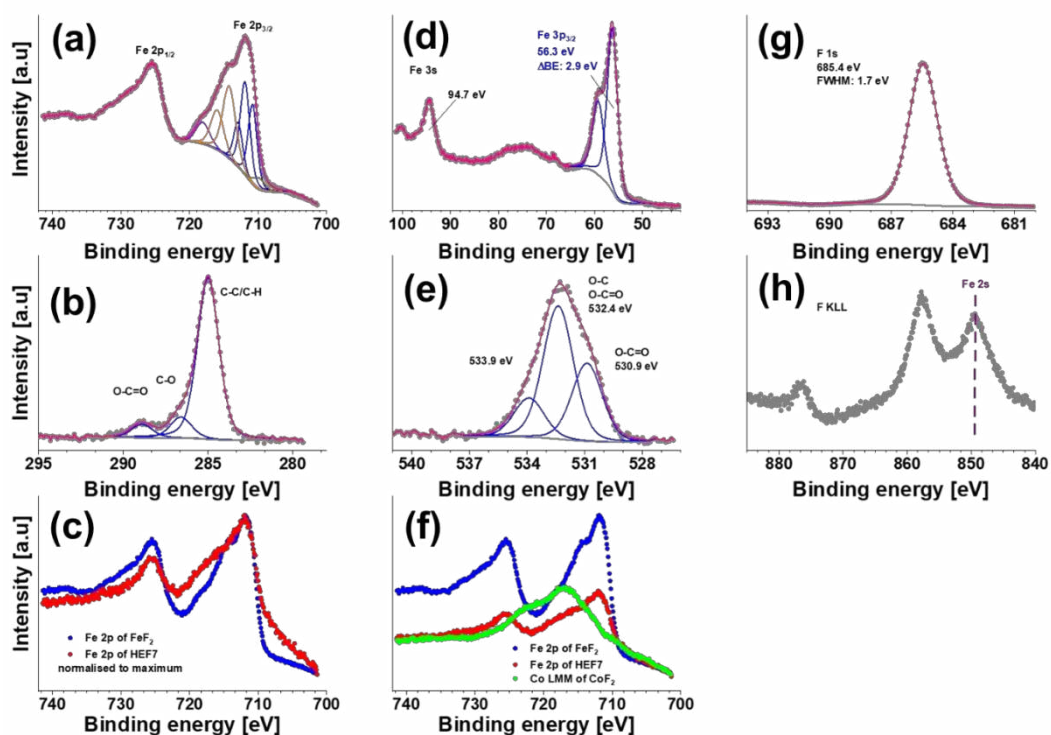 (a)
Fe 2p1/2
Fe 2p3/2
Intensity [a.u]
740 730 720 710 700
Binding energy [eV]
(d)
Fe 3s
94.7 eV
Fe 3p3/2
56.3 eV
ΔBE: 2.9 eV
100 90 80 70 60 50
Binding energy [eV]
(g)
F 1s
685.4 eV
FWHM: 1.7 eV
693 690 687 684 681
Binding energy [eV]
(b)
C-C/C-H
C-O
O-C=O
Intensity [a.u]
295 290 285 280
Binding energy [eV]
(e)
O-C
O-C=O
532.4 eV
533.9 eV
O-C=O
530.9 eV
540 537 534 531 528
Binding energy [eV]
(h)
F KLL
Fe 2s
880 870 860 850 840
Binding energy [eV]
(c)
Fe 2p of FeF2
Fe 2p of HEF7
normalised to maximum
Intensity [a.u]
740 730 720 710 700
Binding energy [eV]
(f)
Fe 2p of FeF2
Fe 2p of HEF7
Co LMM of CoF2
740 730 720 710 700
Binding energy [eV]